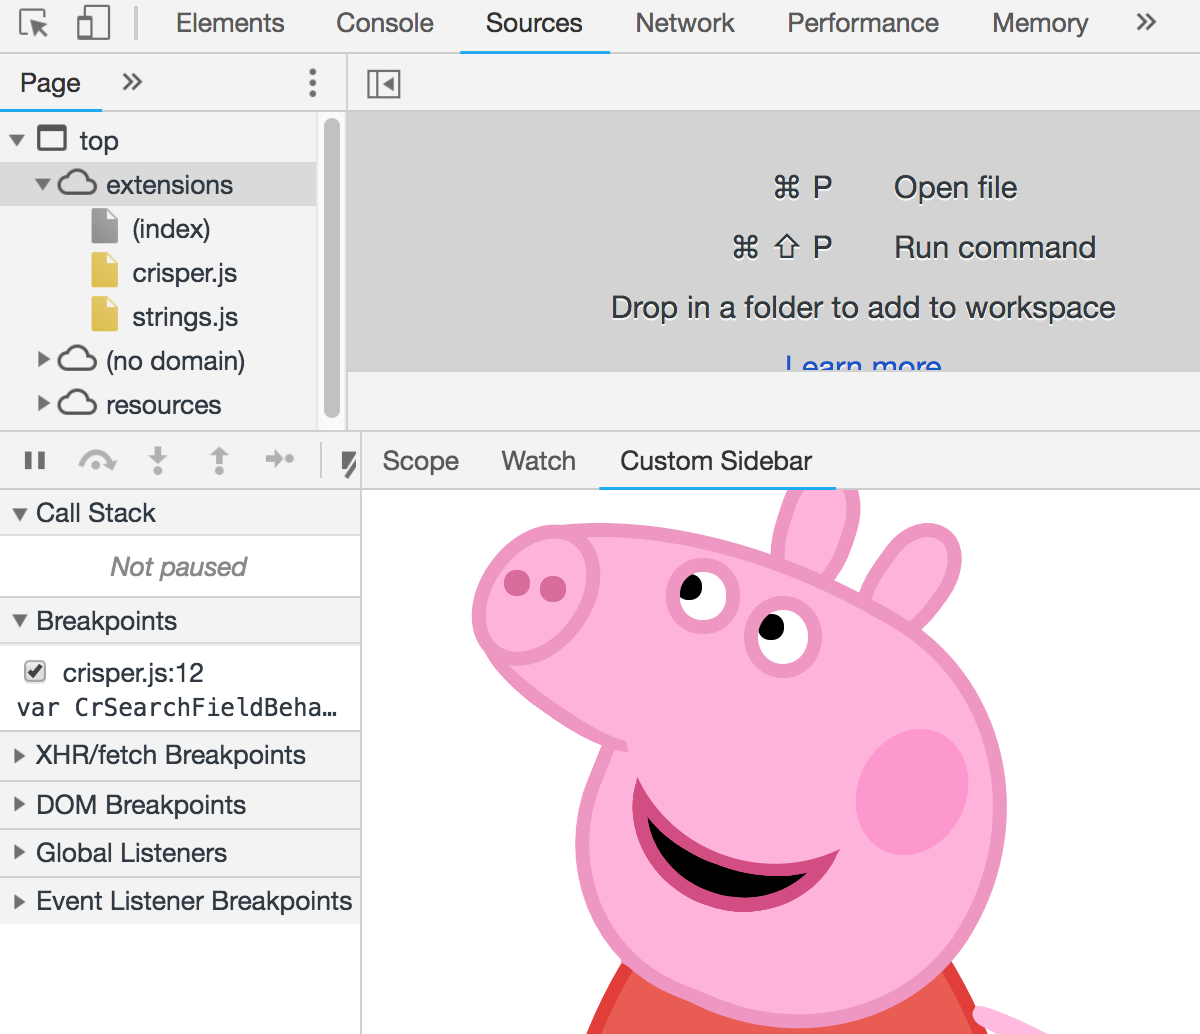 Elements Console Sources Network Performance Memory »
Page »
top
extensions
(index)
crisper.js
strings.js
(no domain)
resources
⌘ P Open file
⌘ ⇧ P Run command
Drop in a folder to add to workspace
Learn more
Scope Watch Custom Sidebar
Call Stack
Not paused
Breakpoints
crisper.js:12
var CrSearchFieldBeha…
XHR/fetch Breakpoints
DOM Breakpoints
Global Listeners
Event Listener Breakpoints